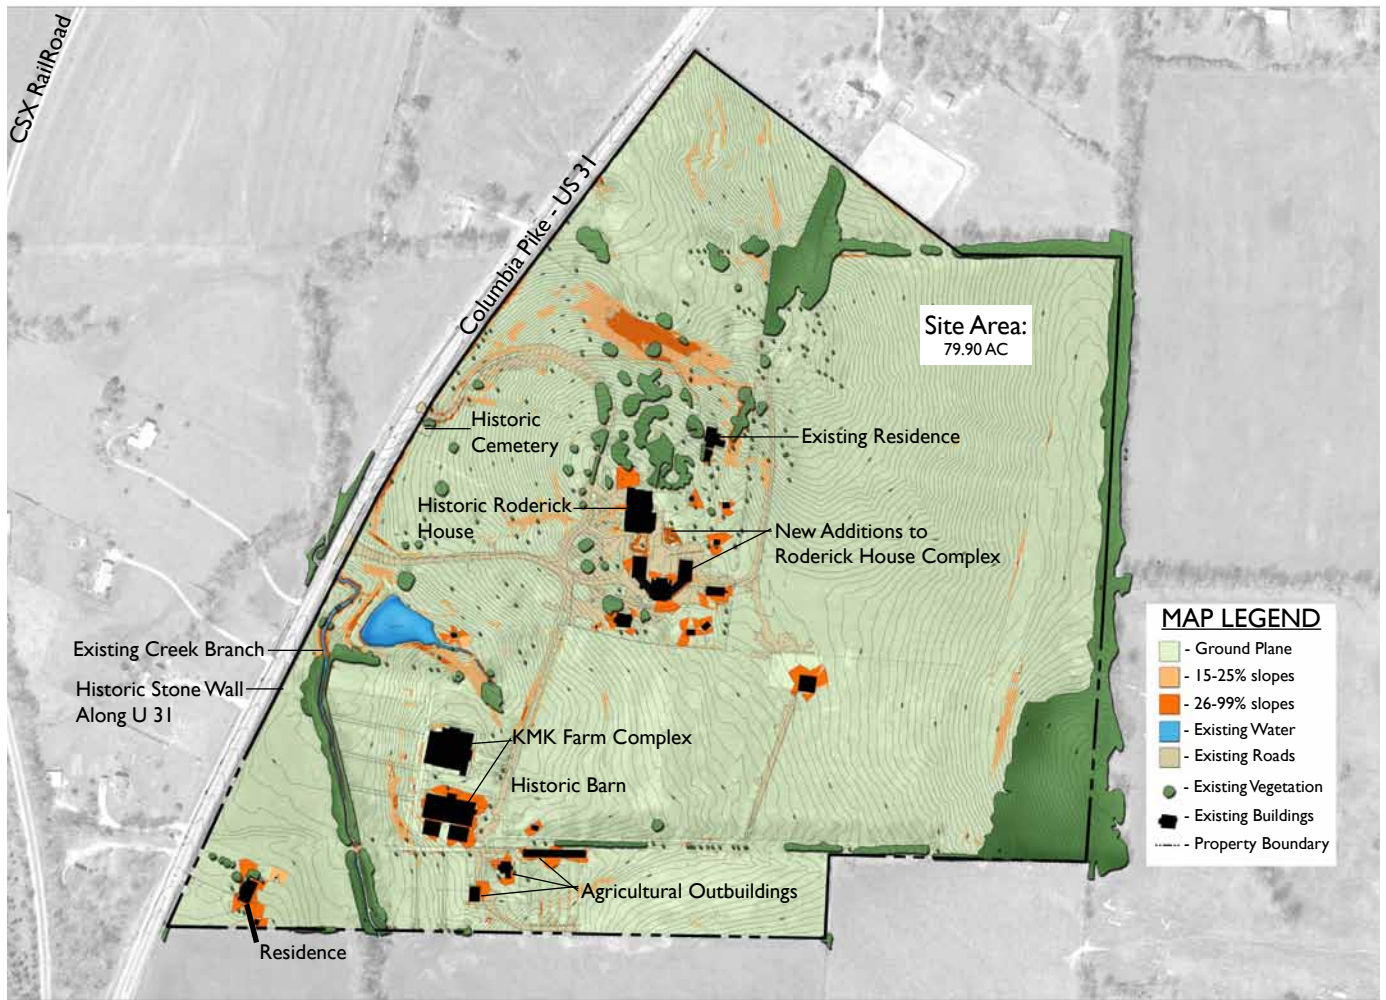 CSX RailRoad
Columbia Pike - US 31
Site Area:
79.90 AC
Historic
Cemetery
Existing Residence
Historic Roderick
House
New Additions to
Roderick House Complex
Existing Creek Branch
Historic Stone Wall
Along U 31
KMK Farm Complex
Historic Barn
Agricultural Outbuildings
Residence
MAP LEGEND
- Ground Plane
- 15-25% slopes
- 26-99% slopes
- Existing Water
- Existing Roads
- Existing Vegetation
- Existing Buildings
- Property Boundary